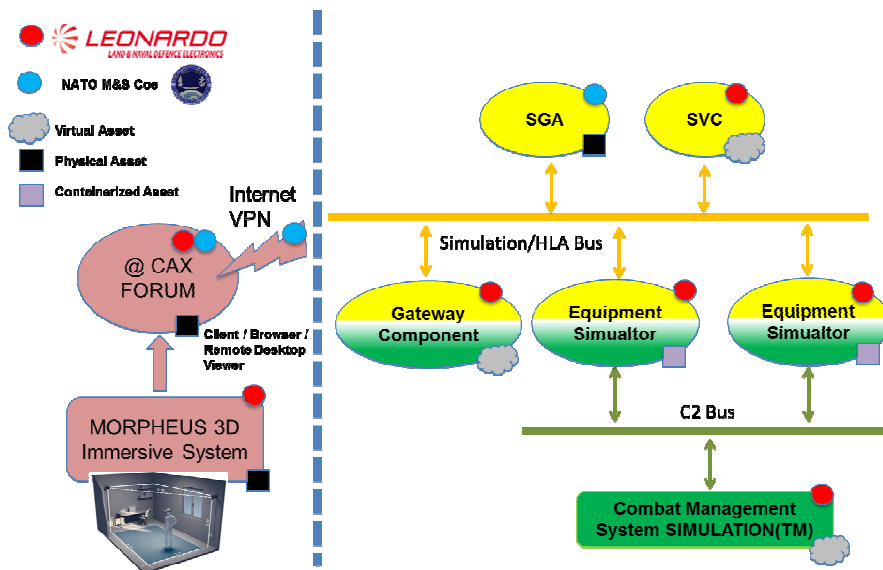 LEONARDO
LAND & NAVAL DEFENCE ELECTRONICS
NATO M&S Coe
Virtual Asset
Physical Asset
Containerized Asset
Internet
VPN
@ CAX
FORUM
Client / Browser /
Remote Desktop
Viewer
MORPHEUS 3D
Immersive System
SGA
SVC
Simulation/HLA Bus
Gateway
Component
Equipment
Simualtor
Equipment
Simualtor
C2 Bus
Combat Management
System SIMULATION(TM)